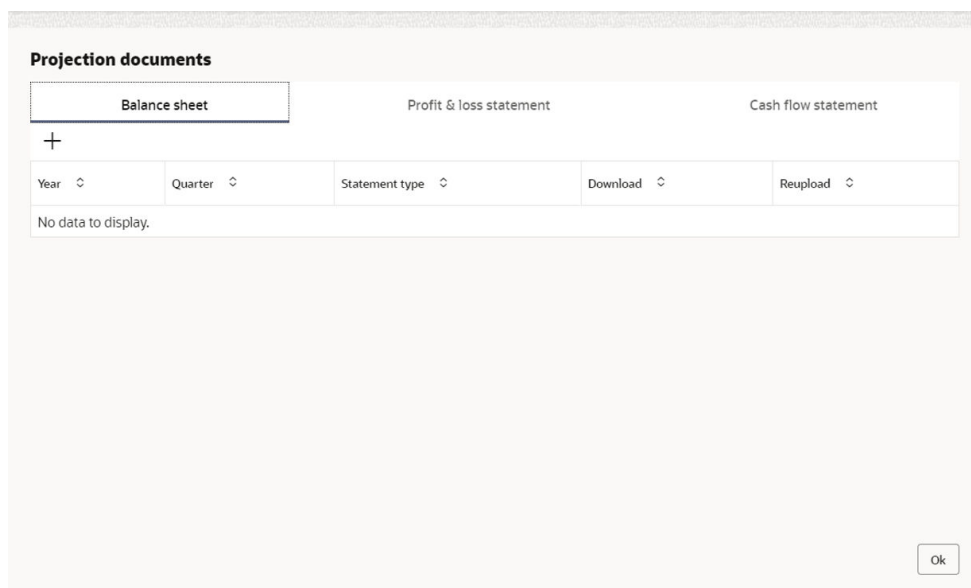 Projection documents
Balance sheet Profit & loss statement Cash flow statement
Year Quarter Statement type Download Reupload
No data to display.
Ok